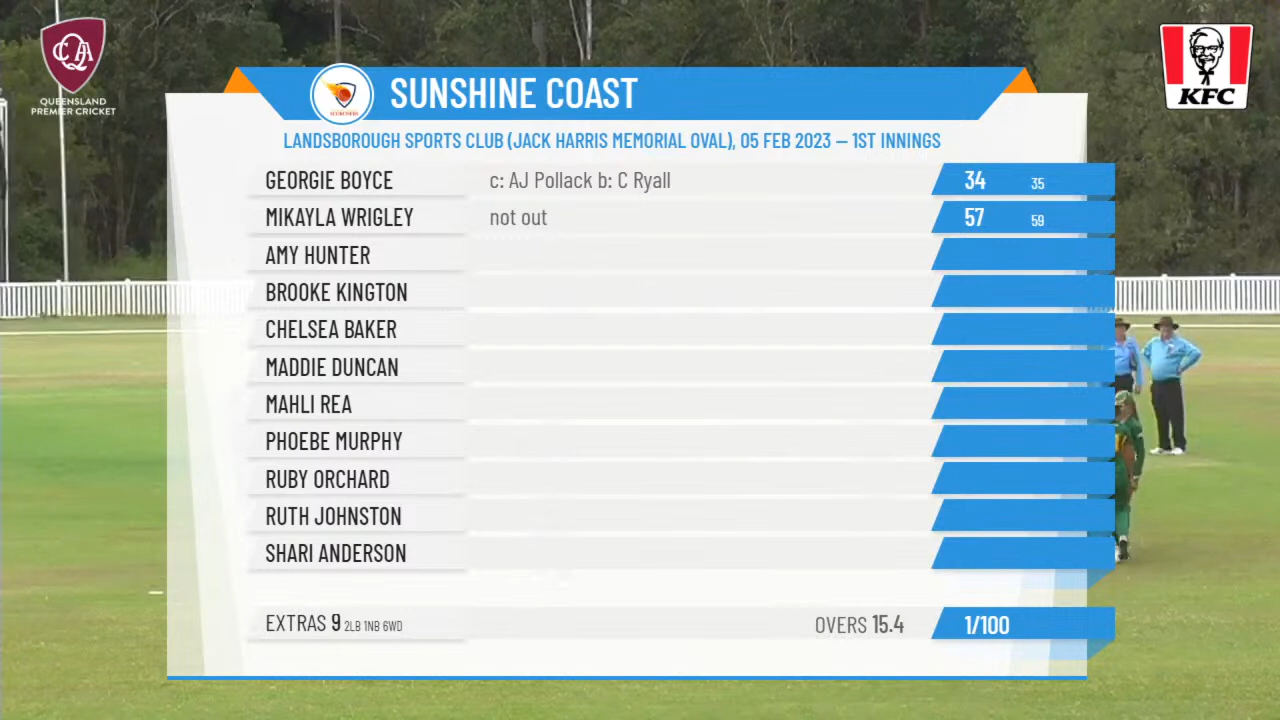 QUEENSLAND
PREMIER CRICKET
KFC
SUNSHINE COAST
LANDSBOROUGH SPORTS CLUB (JACK HARRIS MEMORIAL OVAL), 05 FEB 2023 – 1ST INNINGS
GEORGIE BOYCE c: AJ Pollack b: C Ryall 34 35
MIKAYLA WRIGLEY not out 57 59
AMY HUNTER
BROOKE KINGTON
CHELSEA BAKER
MADDIE DUNCAN
MAHLI REA
PHOEBE MURPHY
RUBY ORCHARD
RUTH JOHNSTON
SHARI ANDERSON
EXTRAS 9 2LB 1NB 6WD OVERS 15.4 1/100